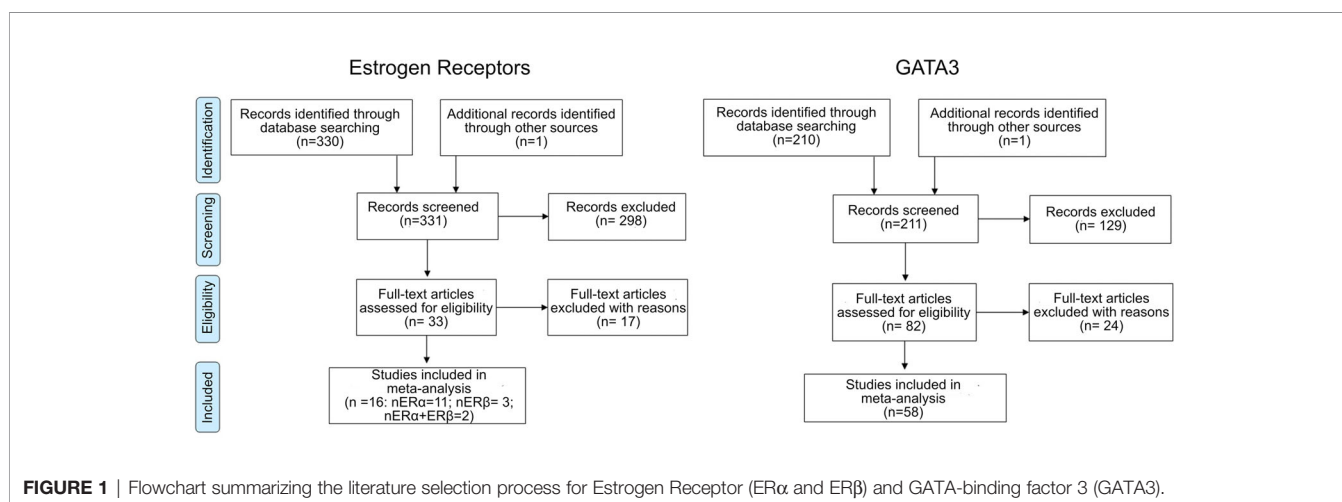 Estrogen Receptors
GATA3
Identification
Records identified through
database searching
(n=330)
Additional records identified
through other sources
(n=1)
Records identified through
database searching
(n=210)
Additional records identified
through other sources
(n=1)
Screening
Records screened
(n=331)
Records excluded
(n= 298)
Records screened
(n=211)
Records excluded
(n= 129)
Eligibility
Full-text articles
assessed for eligibility
(n= 33)
Full-text articles
excluded with reasons
(n= 17)
Full-text articles
assessed for eligibility
(n= 82)
Full-text articles
excluded with reasons
(n= 24)
Included
Studies included in
meta-analysis
(n =16: nERα=11; nERβ= 3;
nERα+ERβ=2)
Studies included in
meta-analysis
(n=58)
FIGURE 1 | Flowchart summarizing the literature selection process for Estrogen Receptor (ERα and ERβ) and GATA-binding factor 3 (GATA3).